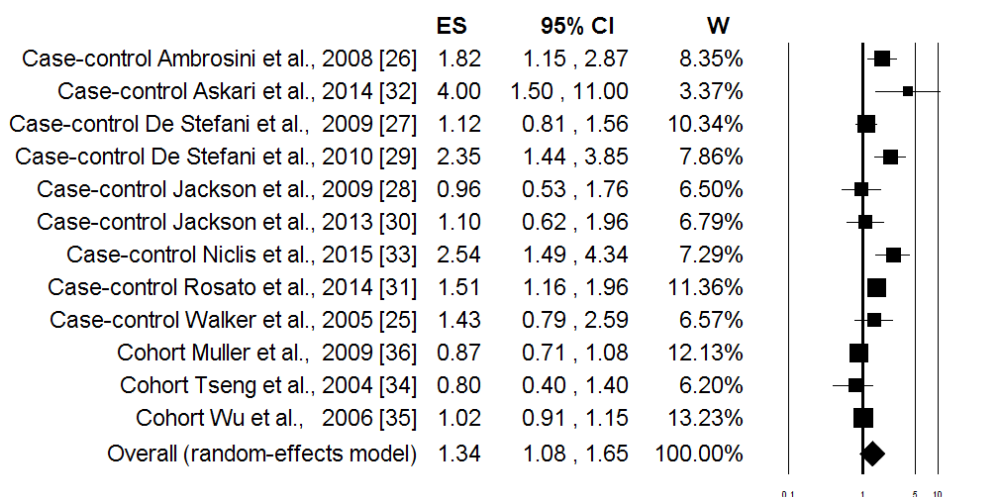 ES 95% CI W
Case-control Ambrosini et al., 2008 [26] 1.82 1.15 , 2.87 8.35%
Case-control Askari et al., 2014 [32] 4.00 1.50 , 11.00 3.37%
Case-control De Stefani et al., 2009 [27] 1.12 0.81 , 1.56 10.34%
Case-control De Stefani et al., 2010 [29] 2.35 1.44 , 3.85 7.86%
Case-control Jackson et al., 2009 [28] 0.96 0.53 , 1.76 6.50%
Case-control Jackson et al., 2013 [30] 1.10 0.62 , 1.96 6.79%
Case-control Niclis et al., 2015 [33] 2.54 1.49 , 4.34 7.29%
Case-control Rosato et al., 2014 [31] 1.51 1.16 , 1.96 11.36%
Case-control Walker et al., 2005 [25] 1.43 0.79 , 2.59 6.57%
Cohort Muller et al., 2009 [36] 0.87 0.71 , 1.08 12.13%
Cohort Tseng et al., 2004 [34] 0.80 0.40 , 1.40 6.20%
Cohort Wu et al., 2006 [35] 1.02 0.91 , 1.15 13.23%
Overall (random-effects model) 1.34 1.08 , 1.65 100.00%
0.1 1 5 10